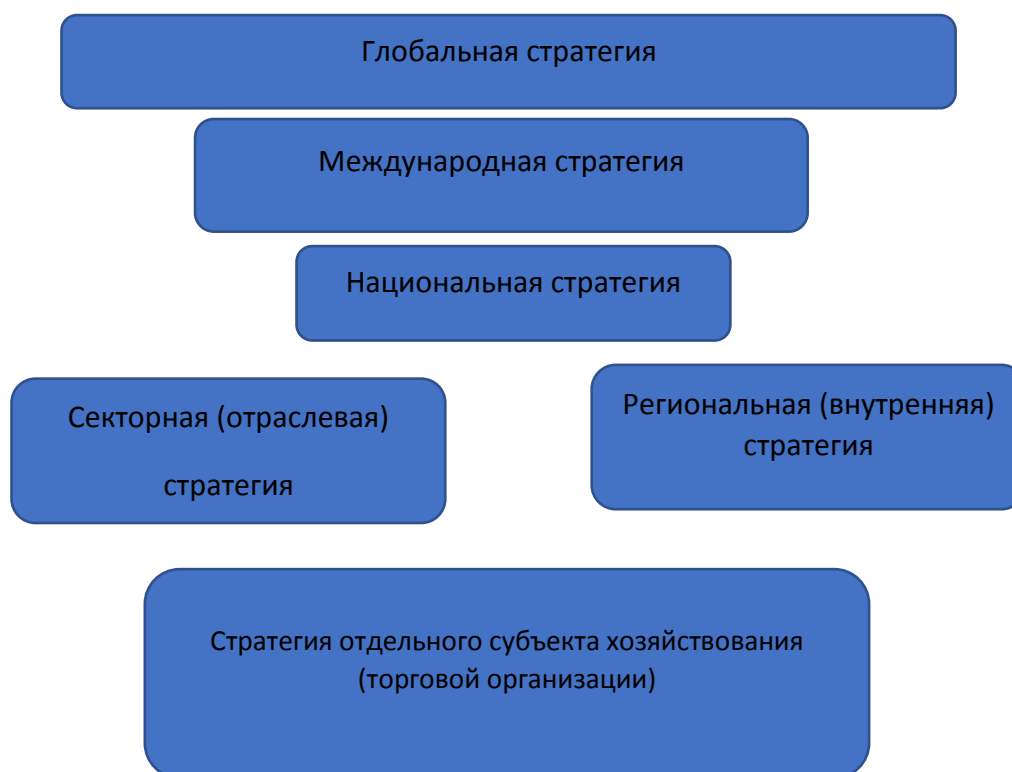 Глобальная стратегия
Международная стратегия
Национальная стратегия
Секторная (отраслевая)
стратегия
Региональная (внутренняя)
стратегия
Стратегия отдельного субъекта хозяйствования
(торговой организации)